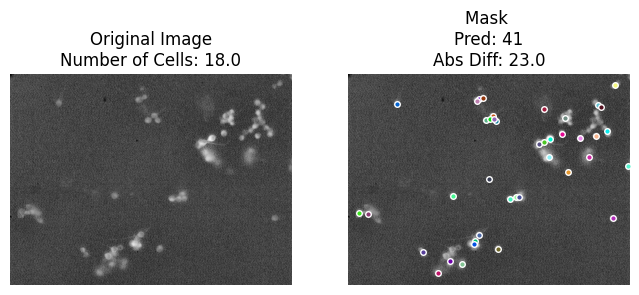 Original Image
Number of Cells: 18.0
Mask
Pred: 41
Abs Diff: 23.0